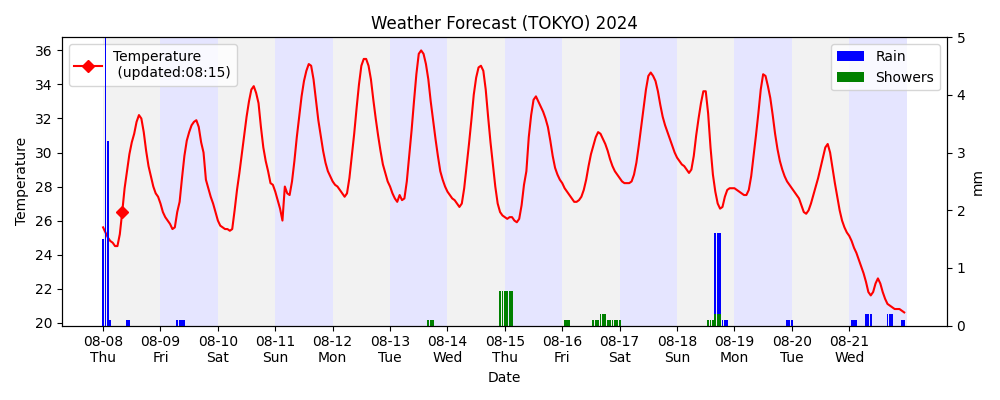 Weather Forecast (TOKYO) 2024
Temperature
(updated:08:15)
Rain
Showers
Temperature
36
34
32
30
28
26
24
22
20
5
4
3
2
1
0
mm
08-08 08-09 08-10 08-11 08-12 08-13 08-14 08-15 08-16 08-17 08-18 08-19 08-20 08-21
Thu Fri Sat Sun Mon Tue Wed Thu Fri Sat Sun Mon Tue Wed
Date